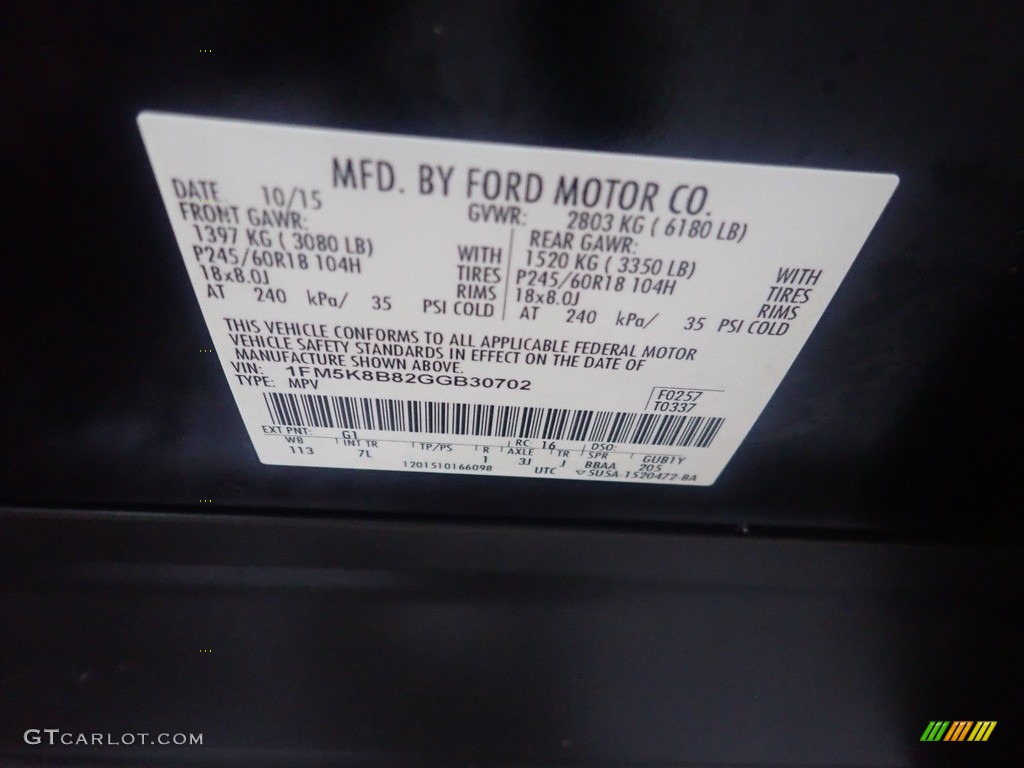 MFD. BY FORD MOTOR CO.
DATE 10/15 GVWR: 2803 KG ( 6180 LB)
FRONT GAWR: REAR GAWR:
1397 KG ( 3080 LB) WITH 1520 KG ( 3350 LB) WITH
P245/60R18 104H TIRES P245/60R18 104H TIRES
18x8.0J RIMS 18x8.0J RIMS
AT 240 kPa/ 35 PSI COLD AT 240 kPa/ 35 PSI COLD
THIS VEHICLE CONFORMS TO ALL APPLICABLE FEDERAL MOTOR
VEHICLE SAFETY STANDARDS IN EFFECT ON THE DATE OF
MANUFACTURE SHOWN ABOVE.
VIN: 1FM5K8B82GGB30702
TYPE: MPV
F0257
T0337
EXT PNT: G1 RC: 16 DSO:
WB INT TR TP/PS R AXLE TR SPR GUBTY
113 7L 1 3J J BBAA 205
1201510166098 UTC 5U5A-1520472-BA
GTCARLOT.COM